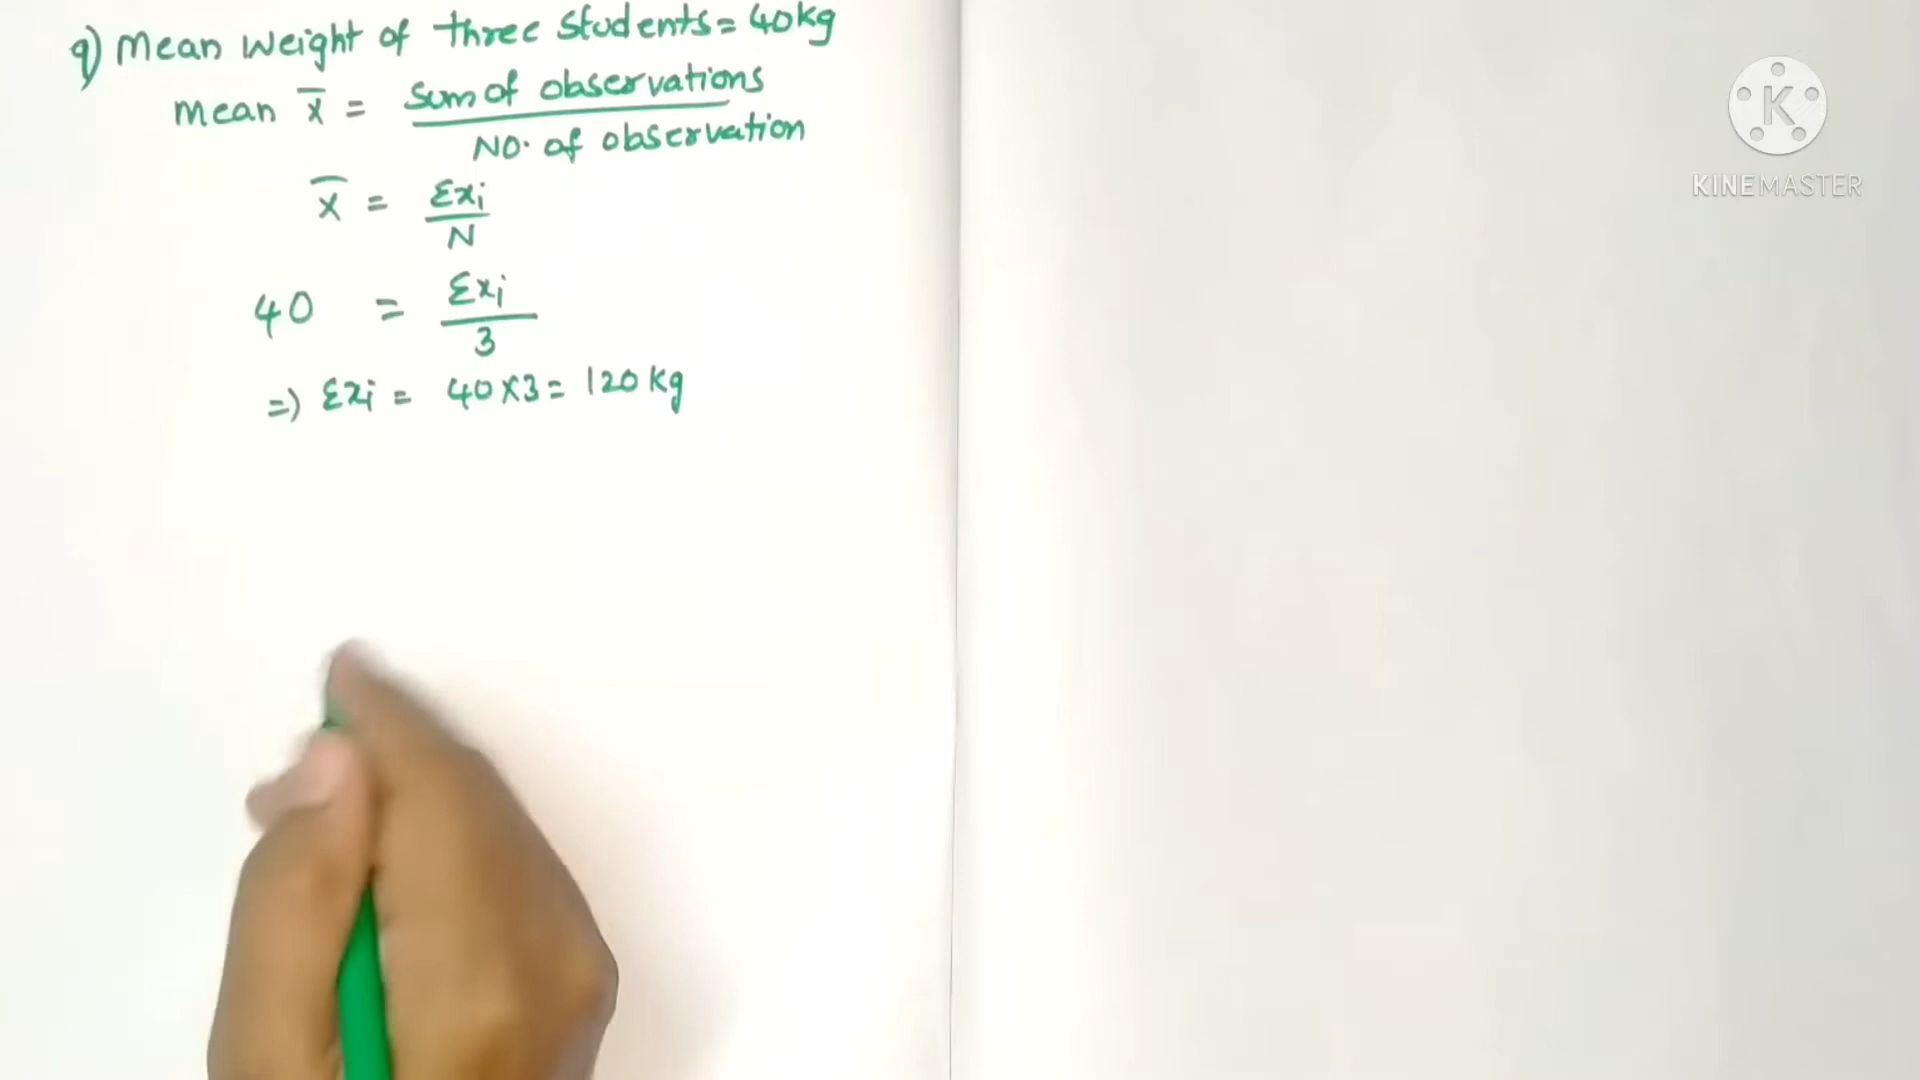 9) Mean weight of three students = 40kg
Mean x̅ = Sum of observations / No. of observation
x̅ = Σxi / N
40 = Σxi / 3
=> Σxi = 40 x 3 = 120 kg
K
KINEMASTER